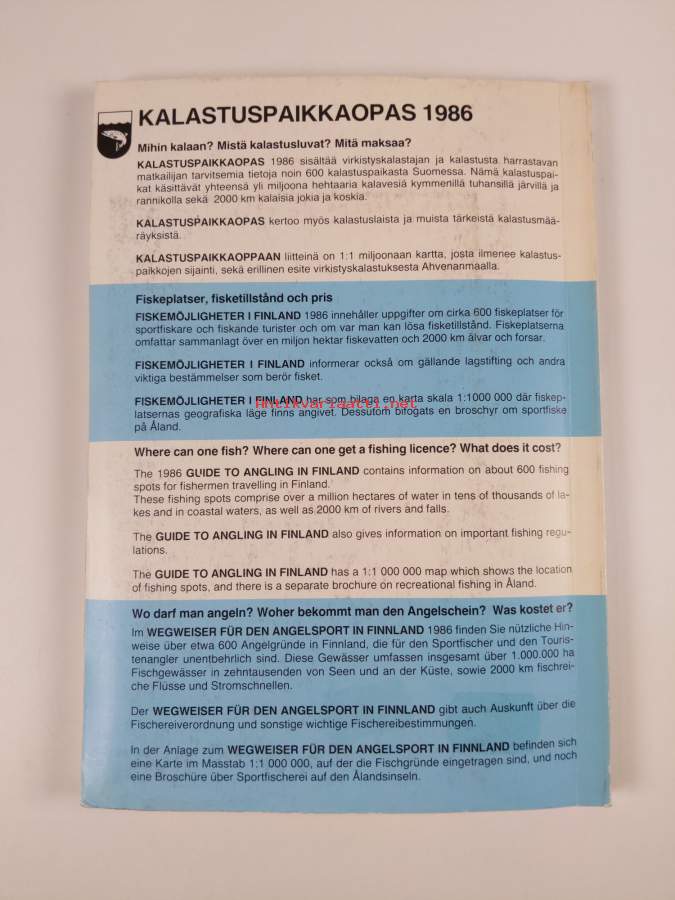 KALASTUSPAIKKAOPAS 1986
Mihin kalaan? Mistä kalastusluvat? Mitä maksaa?
KALASTUSPAIKKAOPAS 1986 sisältää virkistyskalastajan ja kalastusta harrastavan
matkailijan tarvitsemia tietoja noin 600 kalastuspaikasta Suomessa. Nämä kalastuspai-
kat käsittävät yhteensä yli miljoona hehtaaria kalavesiä kymmenillä tuhansilla järvillä ja
rannikolla sekä 2000 km kalaisia jokia ja koskia.
KALASTUSPAIKKAOPAS kertoo myös kalastuslaista ja muista tärkeistä kalastusmää-
räyksistä.
KALASTUSPAIKKAOPPAAN liitteinä on 1:1 miljoonaan kartta, josta ilmenee kalastus-
paikkojen sijainti, sekä erillinen esite virkistyskalastuksesta Ahvenanmaalla.
Fiskeplatser, fisketillstånd och pris
FISKEMÖJLIGHETER I FINLAND 1986 innehåller uppgifter om cirka 600 fiskeplatser för
sportfiskare och fiskande turister och om var man kan lösa fisketillstånd. Fiskeplatserna
omfattar sammanlagt över en miljon hektar fiskevatten och 2000 km älvar och forsar.
FISKEMÖJLIGHETER I FINLAND informerar också om gällande lagstifting och andra
viktiga bestämmelser som berör fisket.
FISKEMÖJLIGHETER I FINLAND har som bilaga en karta skala 1:1000 000 där fiskep-
latsernas geografiska läge finns angivet. Dessutom bifogats en broschyr om sportfiske
på Åland.
Antikvariaatti.net
Where can one fish? Where can one get a fishing licence? What does it cost?
The 1986 GUIDE TO ANGLING IN FINLAND contains information on about 600 fishing
spots for fishermen travelling in Finland.
These fishing spots comprise over a million hectares of water in tens of thousands of la-
kes and in coastal waters, as well as 2000 km of rivers and falls.
The GUIDE TO ANGLING IN FINLAND also gives information on important fishing regu-
lations.
The GUIDE TO ANGLING IN FINLAND has a 1:1 000 000 map which shows the location
of fishing spots, and there is a separate brochure on recreational fishing in Åland.
Wo darf man angeln? Woher bekommt man den Angelschein? Was kostet er?
Im WEGWEISER FÜR DEN ANGELSPORT IN FINNLAND 1986 finden Sie nützliche Hin-
weise über etwa 600 Angelgründe in Finnland, die für den Sportfischer und den Touris-
tenangler unentbehrlich sind. Diese Gewässer umfassen insgesamt über 1.000.000 ha
Fischgewässer in zehntausenden von Seen und an der Küste, sowie 2000 km fischrei-
che Flüsse und Stromschnellen.
Der WEGWEISER FÜR DEN ANGELSPORT IN FINNLAND gibt auch Auskunft über die
Fischereiverordnung und sonstige wichtige Fischereibestimmungen.
In der Anlage zum WEGWEISER FÜR DEN ANGELSPORT IN FINNLAND befinden sich
eine Karte im Masstab 1:1 000 000, auf der die Fischgründe eingetragen sind, und noch
eine Broschüre über Sportfischerei auf den Ålandsinseln.